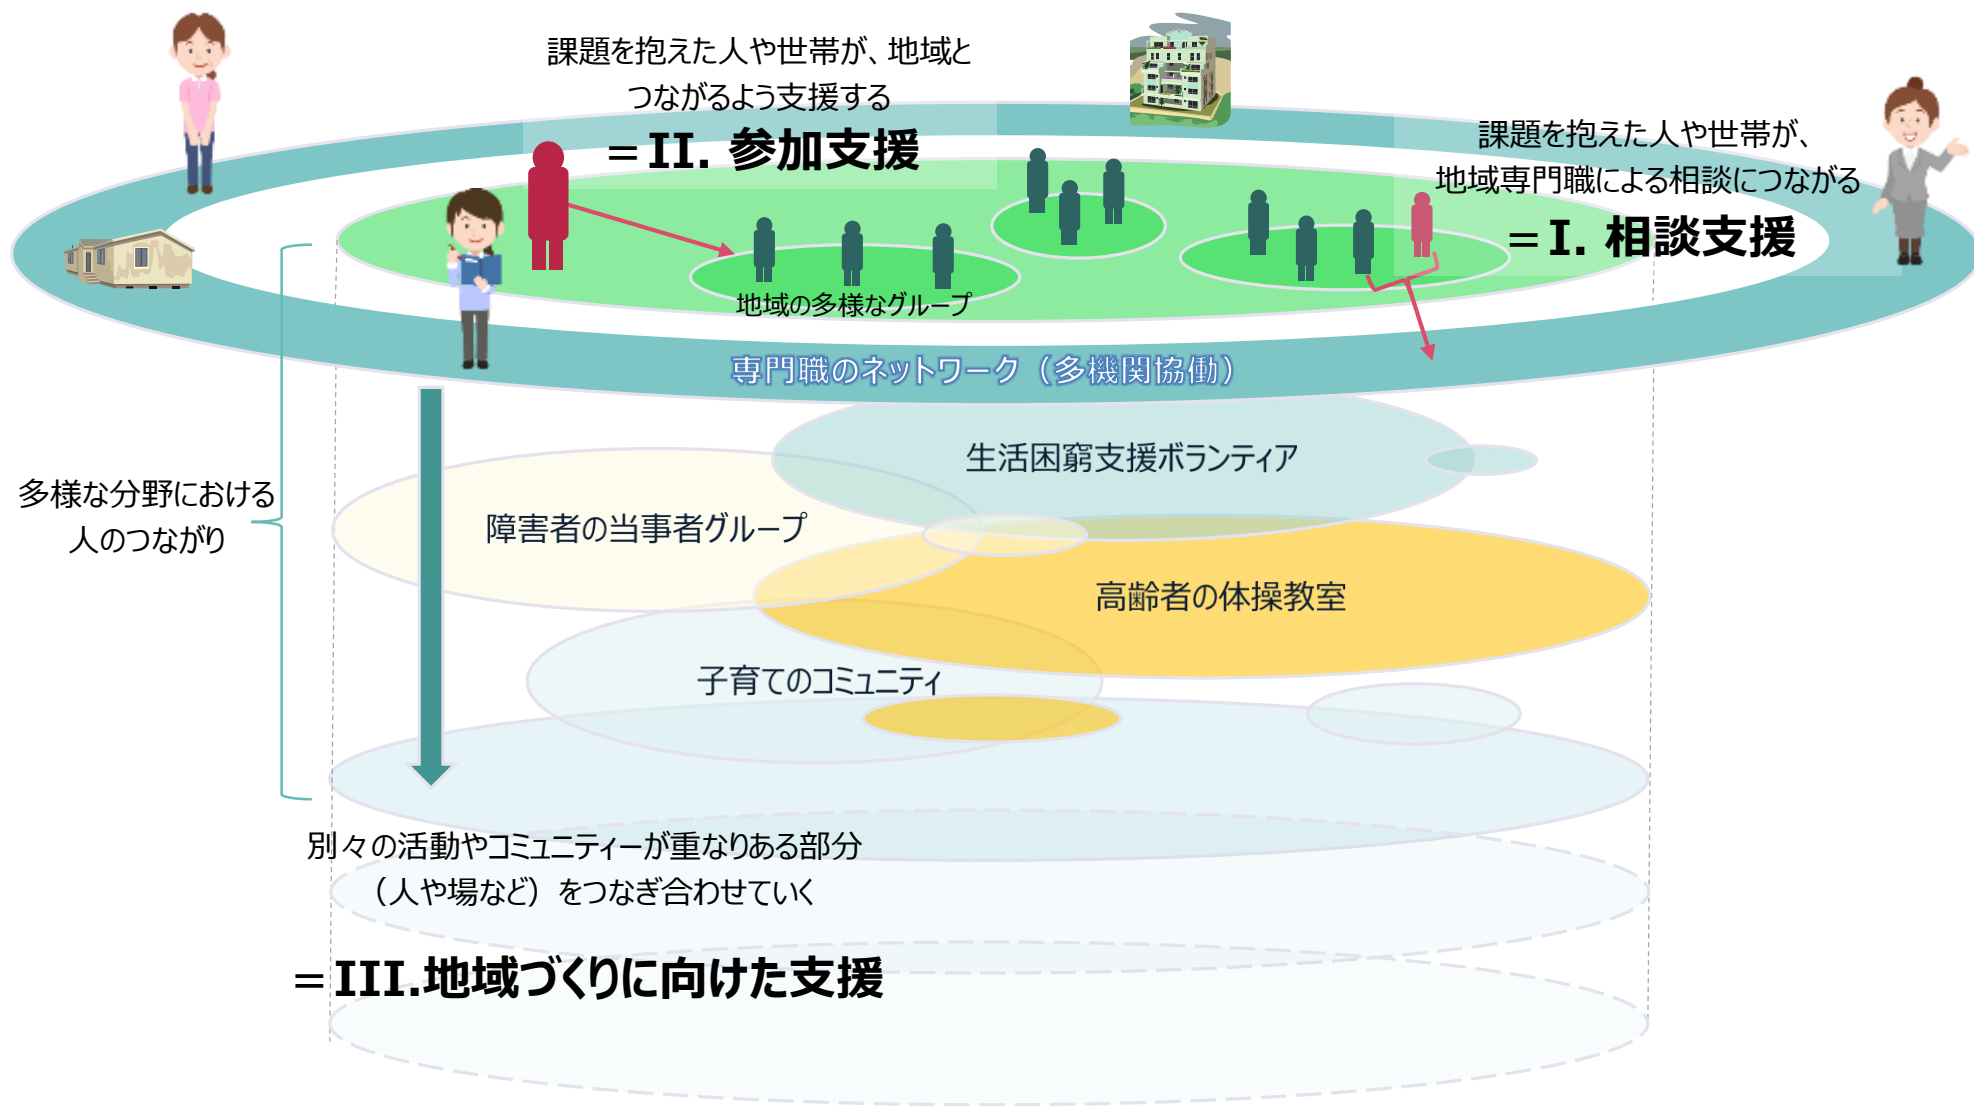 課題を抱えた人や世帯が、地域と
つながるよう支援する
＝II. 参加支援
課題を抱えた人や世帯が、
地域専門職による相談につながる
＝I. 相談支援
地域の多様なグループ
専門職のネットワーク（多機関協働）
生活困窮支援ボランティア
多様な分野における
人のつながり
障害者の当事者グループ
高齢者の体操教室
子育てのコミュニティ
別々の活動やコミュニティーが重なりある部分
（人や場など）をつなぎ合わせていく
＝III.地域づくりに向けた支援